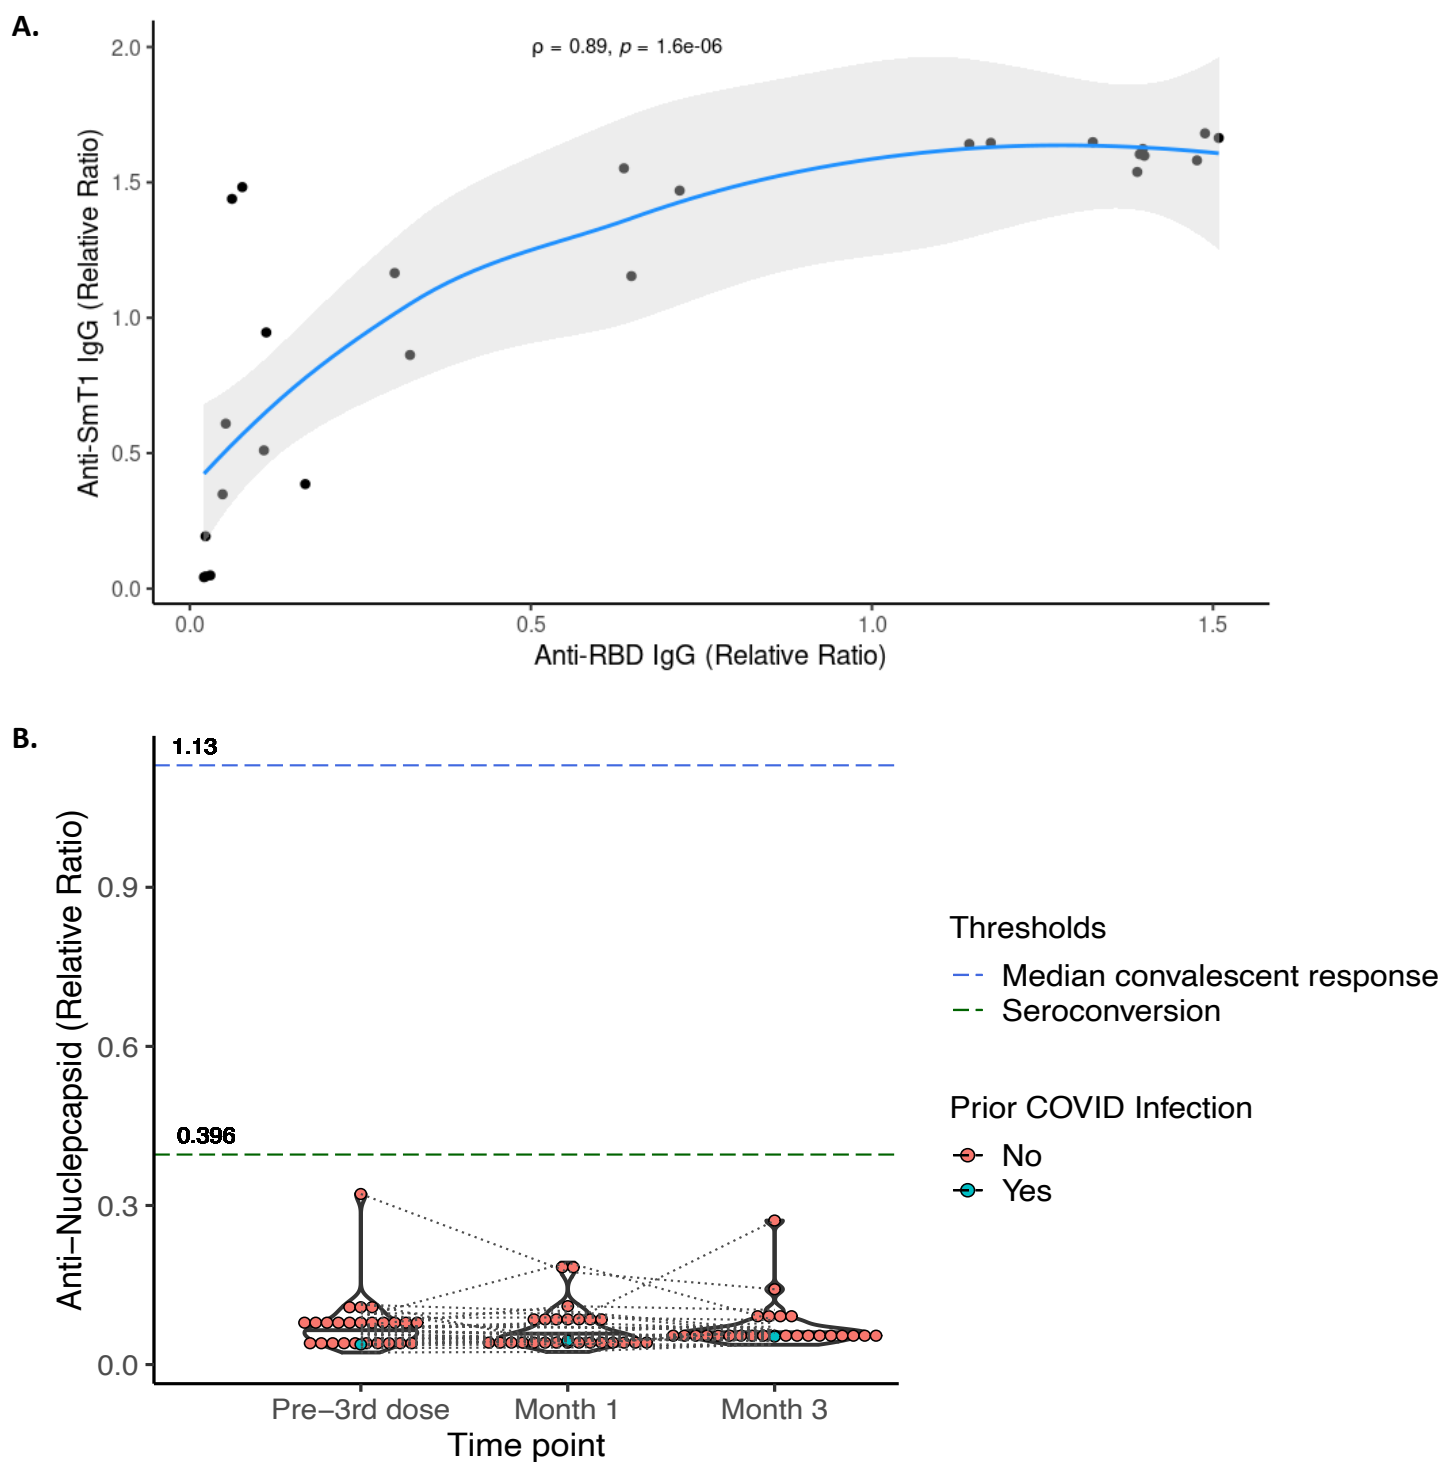 A.
ρ = 0.89, p = 1.6e-06
2.0
1.5
1.0
0.5
0.0
Anti-SmT1 IgG (Relative Ratio)
0.0 0.5 1.0 1.5
Anti-RBD IgG (Relative Ratio)
B.
1.13
0.9
0.6
0.396
0.3
0.0
Anti−Nuclepcapsid (Relative Ratio)
Pre−3rd dose Month 1 Month 3
Time point
Thresholds
Median convalescent response
Seroconversion
Prior COVID Infection
No
Yes